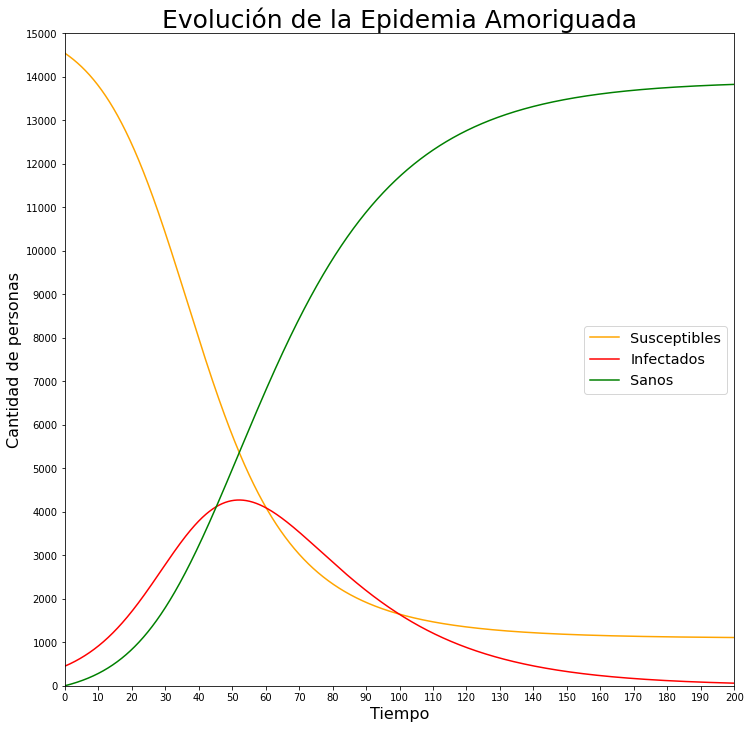 Evolución de la Epidemia Amoriguada
15000
14000
13000
12000
11000
10000
9000
8000
7000
6000
5000
4000
3000
2000
1000
0
Cantidad de personas
Susceptibles
Infectados
Sanos
0 10 20 30 40 50 60 70 80 90 100 110 120 130 140 150 160 170 180 190 200
Tiempo